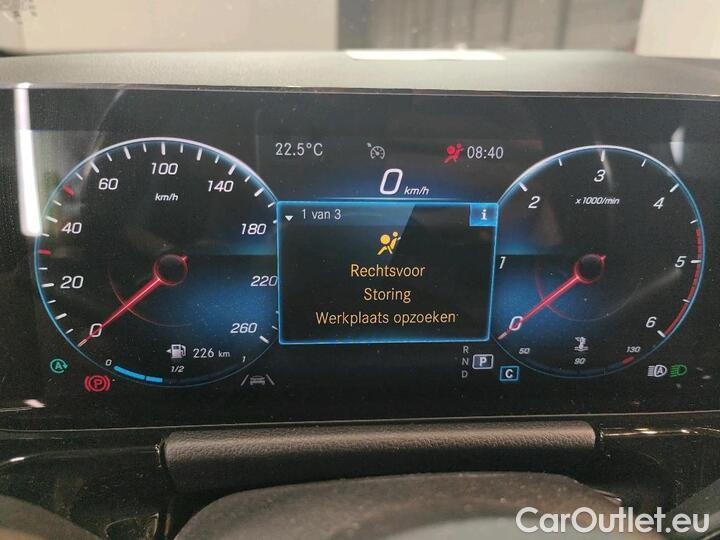 22.5°C
08:40
0 km/h
60 100 140
km/h
40 180
20 220
0 260
1 van 3
i
Rechtsvoor
Storing
Werkplaats opzoeken
2 3 4
x1000/min
1 5
0 6
226 km
0 1/2 1
R
N
D
P
C
50 90 130
A
P
A
CarOutlet.eu